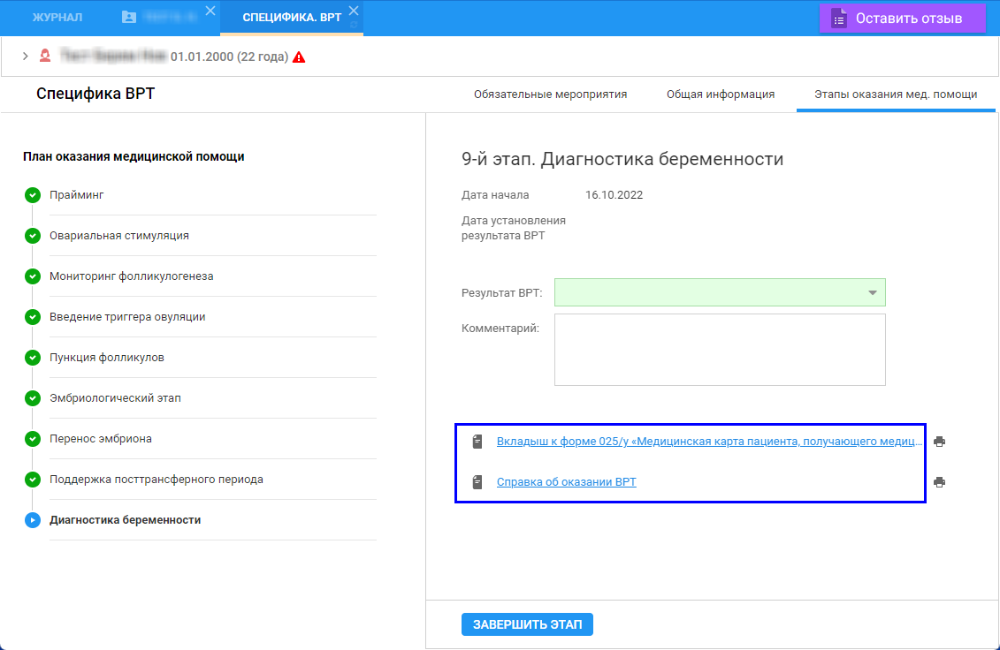 ЖУРНАЛ
СПЕЦИФИКА. ВРТ
Оставить отзыв
01.01.2000 (22 года)
Специфика ВРТ
Обязательные мероприятия
Общая информация
Этапы оказания мед. помощи
План оказания медицинской помощи
Прайминг
Овариальная стимуляция
Мониторинг фолликулогенеза
Введение триггера овуляции
Пункция фолликулов
Эмбриологический этап
Перенос эмбриона
Поддержка посттрансферного периода
Диагностика беременности
9-й этап. Диагностика беременности
Дата начала 16.10.2022
Дата установления
результата ВРТ
Результат ВРТ:
Комментарий:
Вкладыш к форме 025/у «Медицинская карта пациента, получающего медиц...
Справка об оказании ВРТ
ЗАВЕРШИТЬ ЭТАП